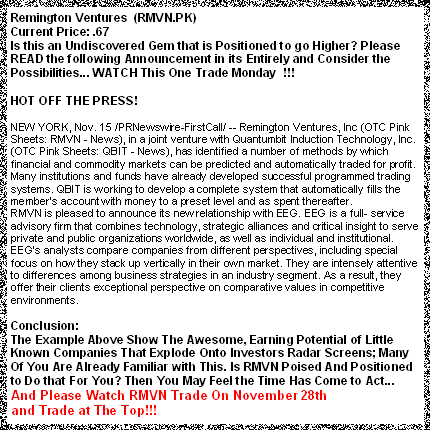 Remington Ventures (RMVN.PK)
Current Price: .67
Is this an Undiscovered Gem that is Positioned to go Higher? Please
READ the following Announcement in its Entirely and Consider the
Possibilities... WATCH This One Trade Monday !!!
HOT OFF THE PRESS!
NEW YORK, Nov. 15 /PRNewswire-FirstCall/ -- Remington Ventures, Inc (OTC Pink
Sheets: RMVN - News), in a joint venture with Quantumbit Induction Technology, Inc.
(OTC Pink Sheets: QBIT - News), has identified a number of methods by which
financial and commodity markets can be predicted and automatically traded for profit.
Many institutions and funds have already developed successful programmed trading
systems. QBIT is working to develop a complete system that automatically fills the
member's account with money to a preset level and as spent thereafter.
RMVN is pleased to announce its new relationship with EEG. EEG is a full- service
advisory firm that combines technology, strategic alliances and critical insight to serve
private and public organizations worldwide, as well as individual and institutional.
EEG's analysts compare companies from different perspectives, including special
focus on how they stack up vertically in their own market. They are intensely attentive
to differences among business strategies in an industry segment. As a result, they
offer their clients exceptional perspective on comparative values in competitive
environments.
Conclusion:
The Example Above Show The Awesome, Earning Potential of Little
Known Companies That Explode Onto Investors Radar Screens; Many
Of You Are Already Familiar with This. Is RMVN Poised And Positioned
to Do that For You? Then You May Feel the Time Has Come to Act...
And Please Watch RMVN Trade On November 28th
and Trade at The Top!!!